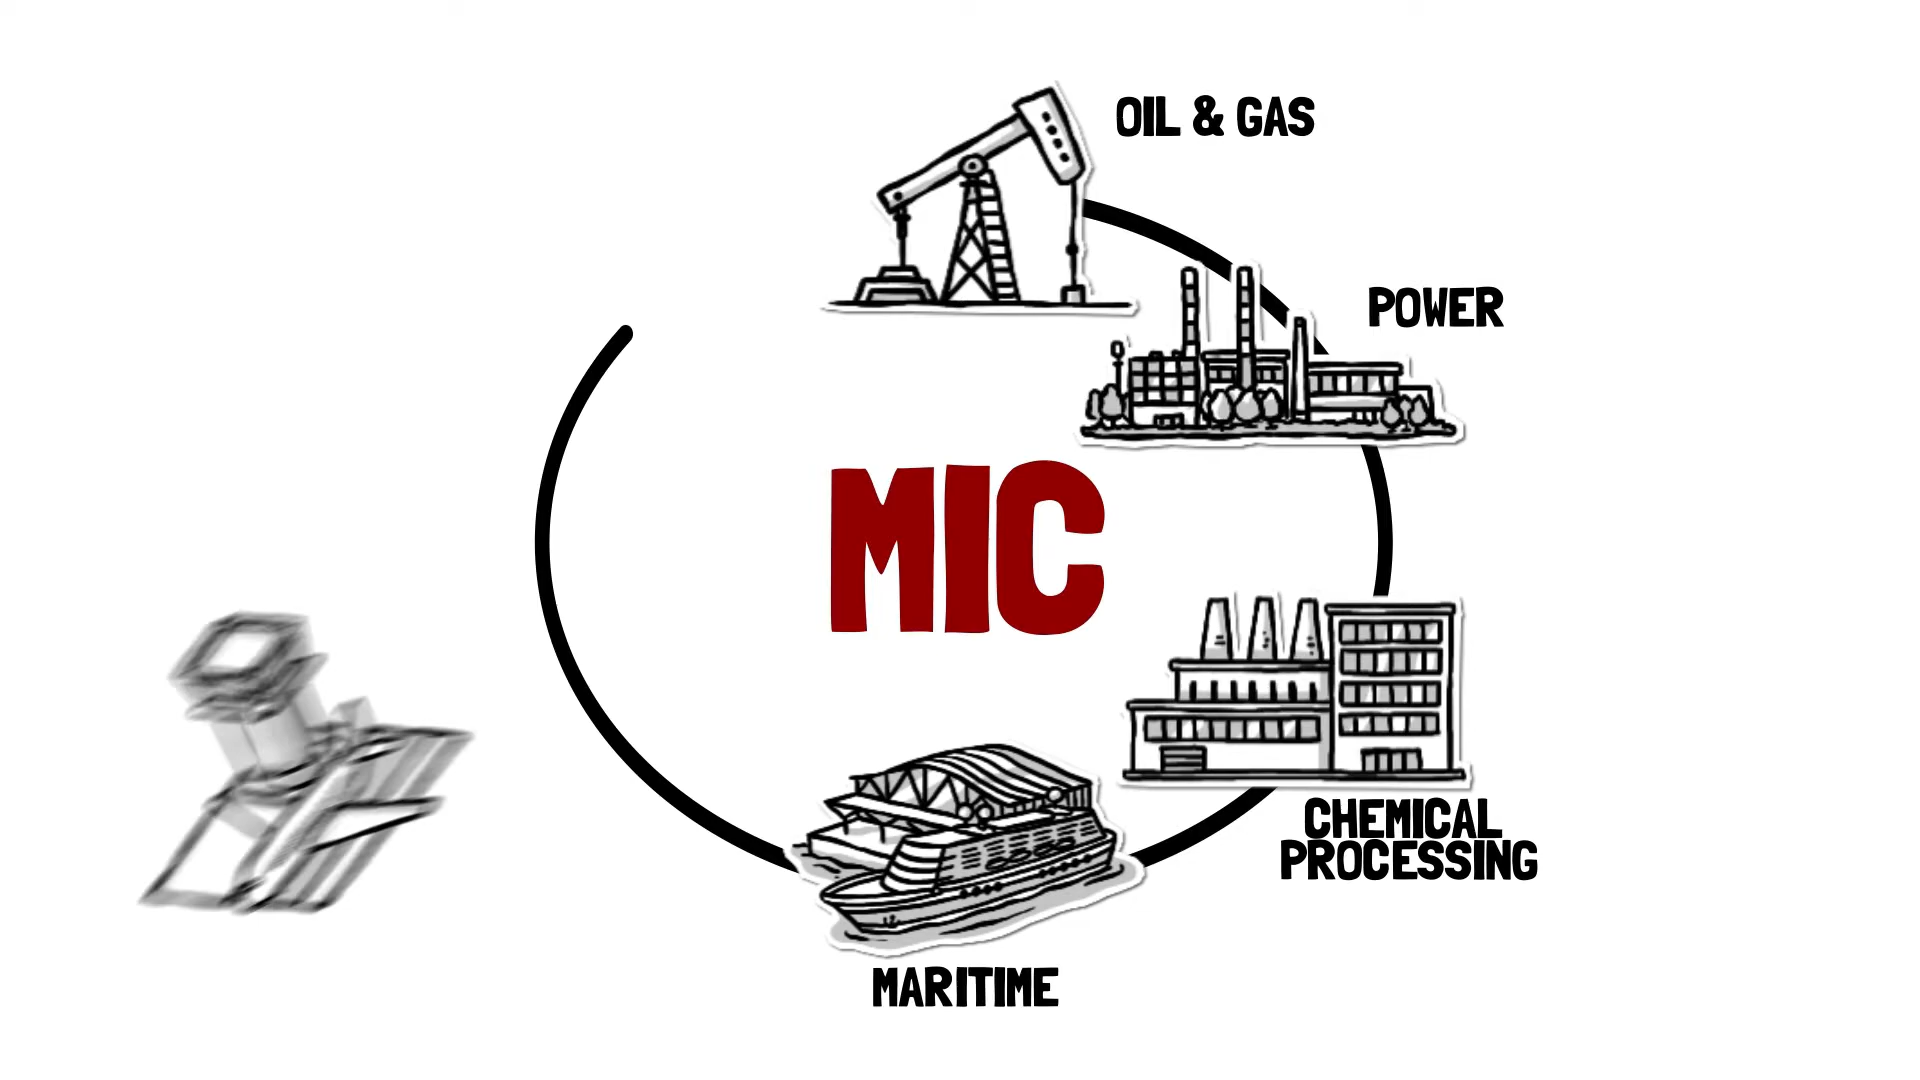 OIL & GAS
POWER
MIC
CHEMICAL
PROCESSING
MARITIME